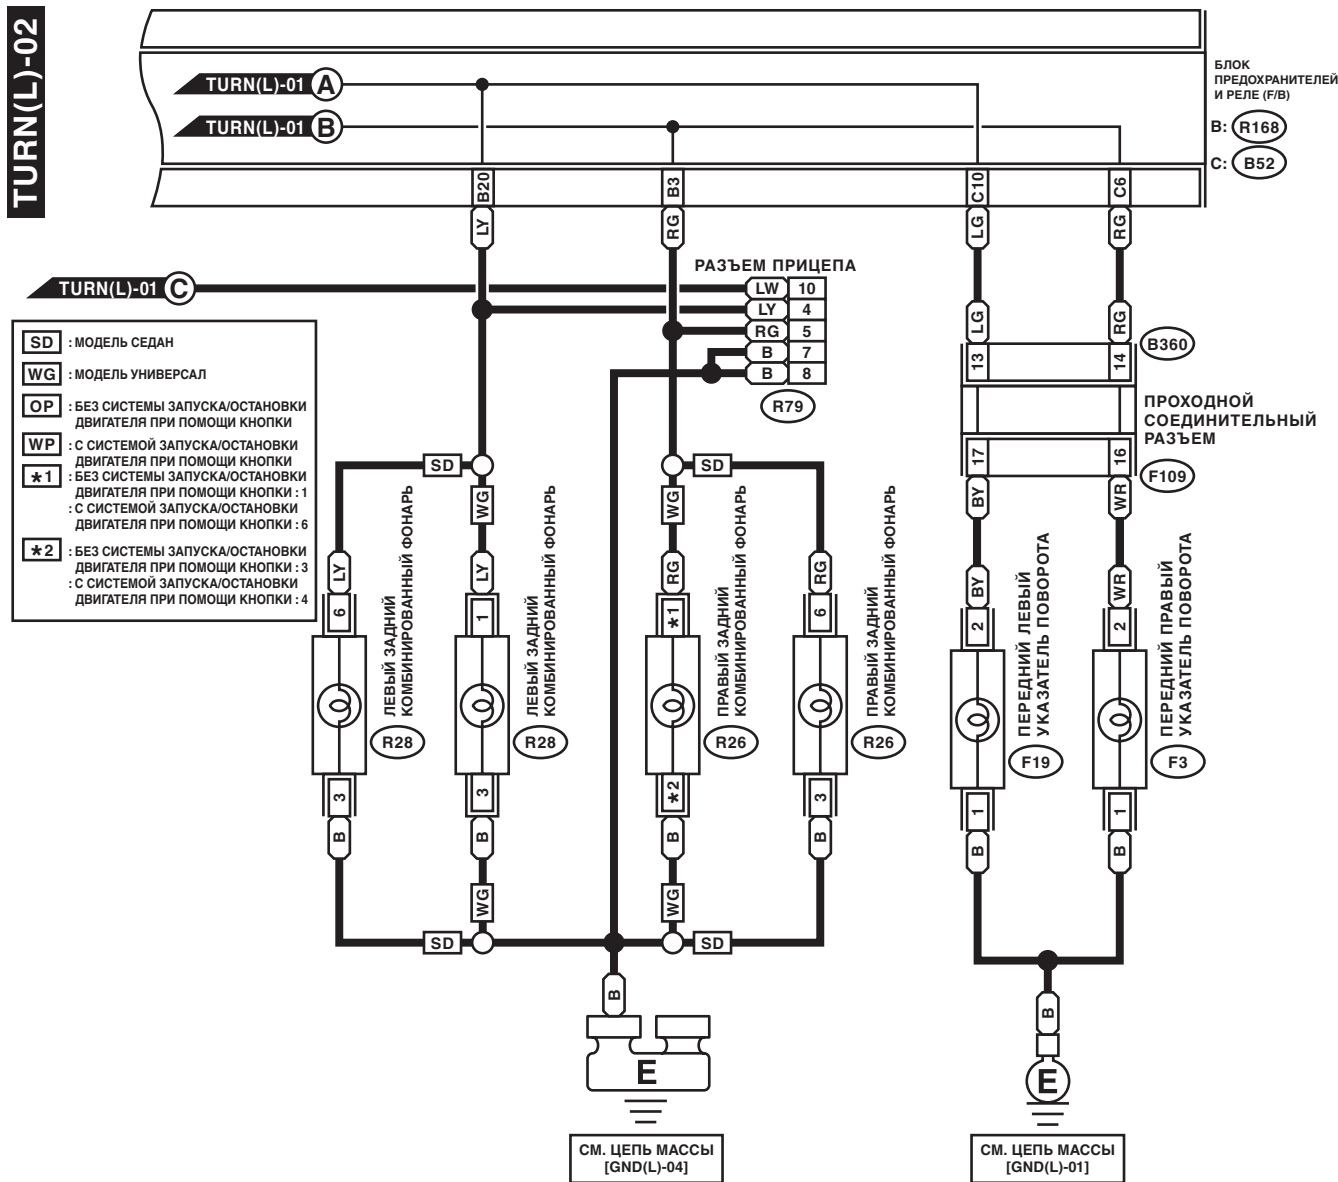 TURN(L)-02
TURN(L)-01 A
TURN(L)-01 B
БЛОК
ПРЕДОХРАНИТЕЛЕЙ
И РЕЛЕ (F/B)
B: R168
C: B52
B20
B3
C10
C6
LY
RG
LG
RG
TURN(L)-01 C
РАЗЪЕМ ПРИЦЕПА
LW 10
LY 4
RG 5
B 7
B 8
R79
SD : МОДЕЛЬ СЕДАН
WG : МОДЕЛЬ УНИВЕРСАЛ
OP : БЕЗ СИСТЕМЫ ЗАПУСКА/ОСТАНОВКИ
ДВИГАТЕЛЯ ПРИ ПОМОЩИ КНОПКИ
WP : С СИСТЕМОЙ ЗАПУСКА/ОСТАНОВКИ
ДВИГАТЕЛЯ ПРИ ПОМОЩИ КНОПКИ
*1 : БЕЗ СИСТЕМЫ ЗАПУСКА/ОСТАНОВКИ
ДВИГАТЕЛЯ ПРИ ПОМОЩИ КНОПКИ : 1
: С СИСТЕМОЙ ЗАПУСКА/ОСТАНОВКИ
ДВИГАТЕЛЯ ПРИ ПОМОЩИ КНОПКИ : 6
*2 : БЕЗ СИСТЕМЫ ЗАПУСКА/ОСТАНОВКИ
ДВИГАТЕЛЯ ПРИ ПОМОЩИ КНОПКИ : 3
: С СИСТЕМОЙ ЗАПУСКА/ОСТАНОВКИ
ДВИГАТЕЛЯ ПРИ ПОМОЩИ КНОПКИ : 4
LG
RG
13
14
B360
ПРОХОДНОЙ
СОЕДИНИТЕЛЬНЫЙ
РАЗЪЕМ
17
16
F109
BY
WR
SD
SD
WG
WG
LY
LY
RG
RG
BY
WR
6
1
*1
6
2
2
ЛЕВЫЙ ЗАДНИЙ
КОМБИНИРОВАННЫЙ ФОНАРЬ
R28
ЛЕВЫЙ ЗАДНИЙ
КОМБИНИРОВАННЫЙ ФОНАРЬ
R28
ПРАВЫЙ ЗАДНИЙ
КОМБИНИРОВАННЫЙ ФОНАРЬ
R26
ПРАВЫЙ ЗАДНИЙ
КОМБИНИРОВАННЫЙ ФОНАРЬ
R26
ПЕРЕДНИЙ ЛЕВЫЙ
УКАЗАТЕЛЬ ПОВОРОТА
F19
ПЕРЕДНИЙ ПРАВЫЙ
УКАЗАТЕЛЬ ПОВОРОТА
F3
3
3
*2
3
1
1
B
B
B
B
B
B
WG
WG
SD
SD
B
B
E
E
СМ. ЦЕПЬ МАССЫ
[GND(L)-04]
СМ. ЦЕПЬ МАССЫ
[GND(L)-01]